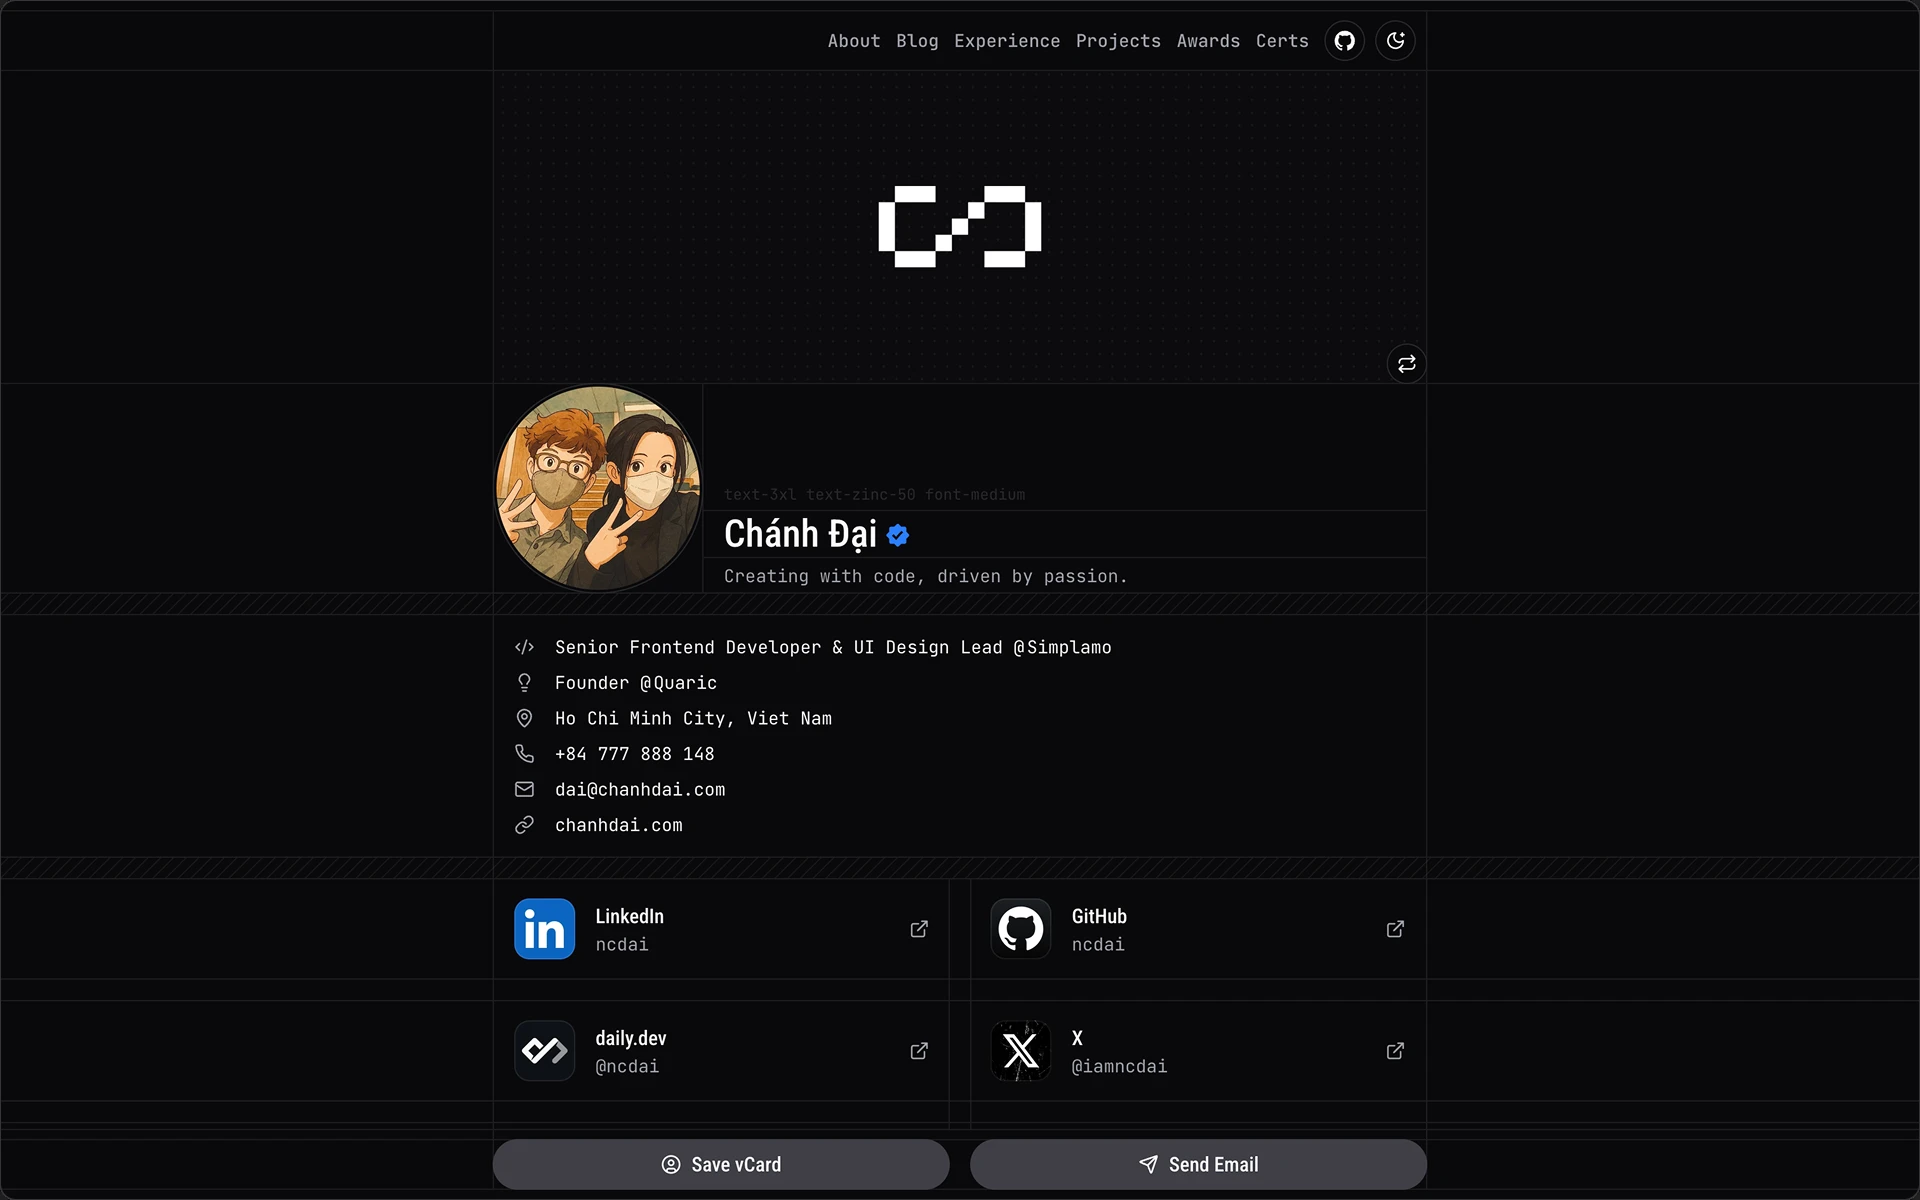 About Blog Experience Projects Awards Certs
text-3xl text-zinc-50 font-medium
Chánh Đại
Creating with code, driven by passion.
Senior Frontend Developer & UI Design Lead @Simplamo
Founder @Quaric
Ho Chi Minh City, Viet Nam
+84 777 888 148
dai@chanhdai.com
chanhdai.com
in
LinkedIn
ncdai
GitHub
ncdai
daily.dev
@ncdai
X
@iamncdai
Save vCard
Send Email